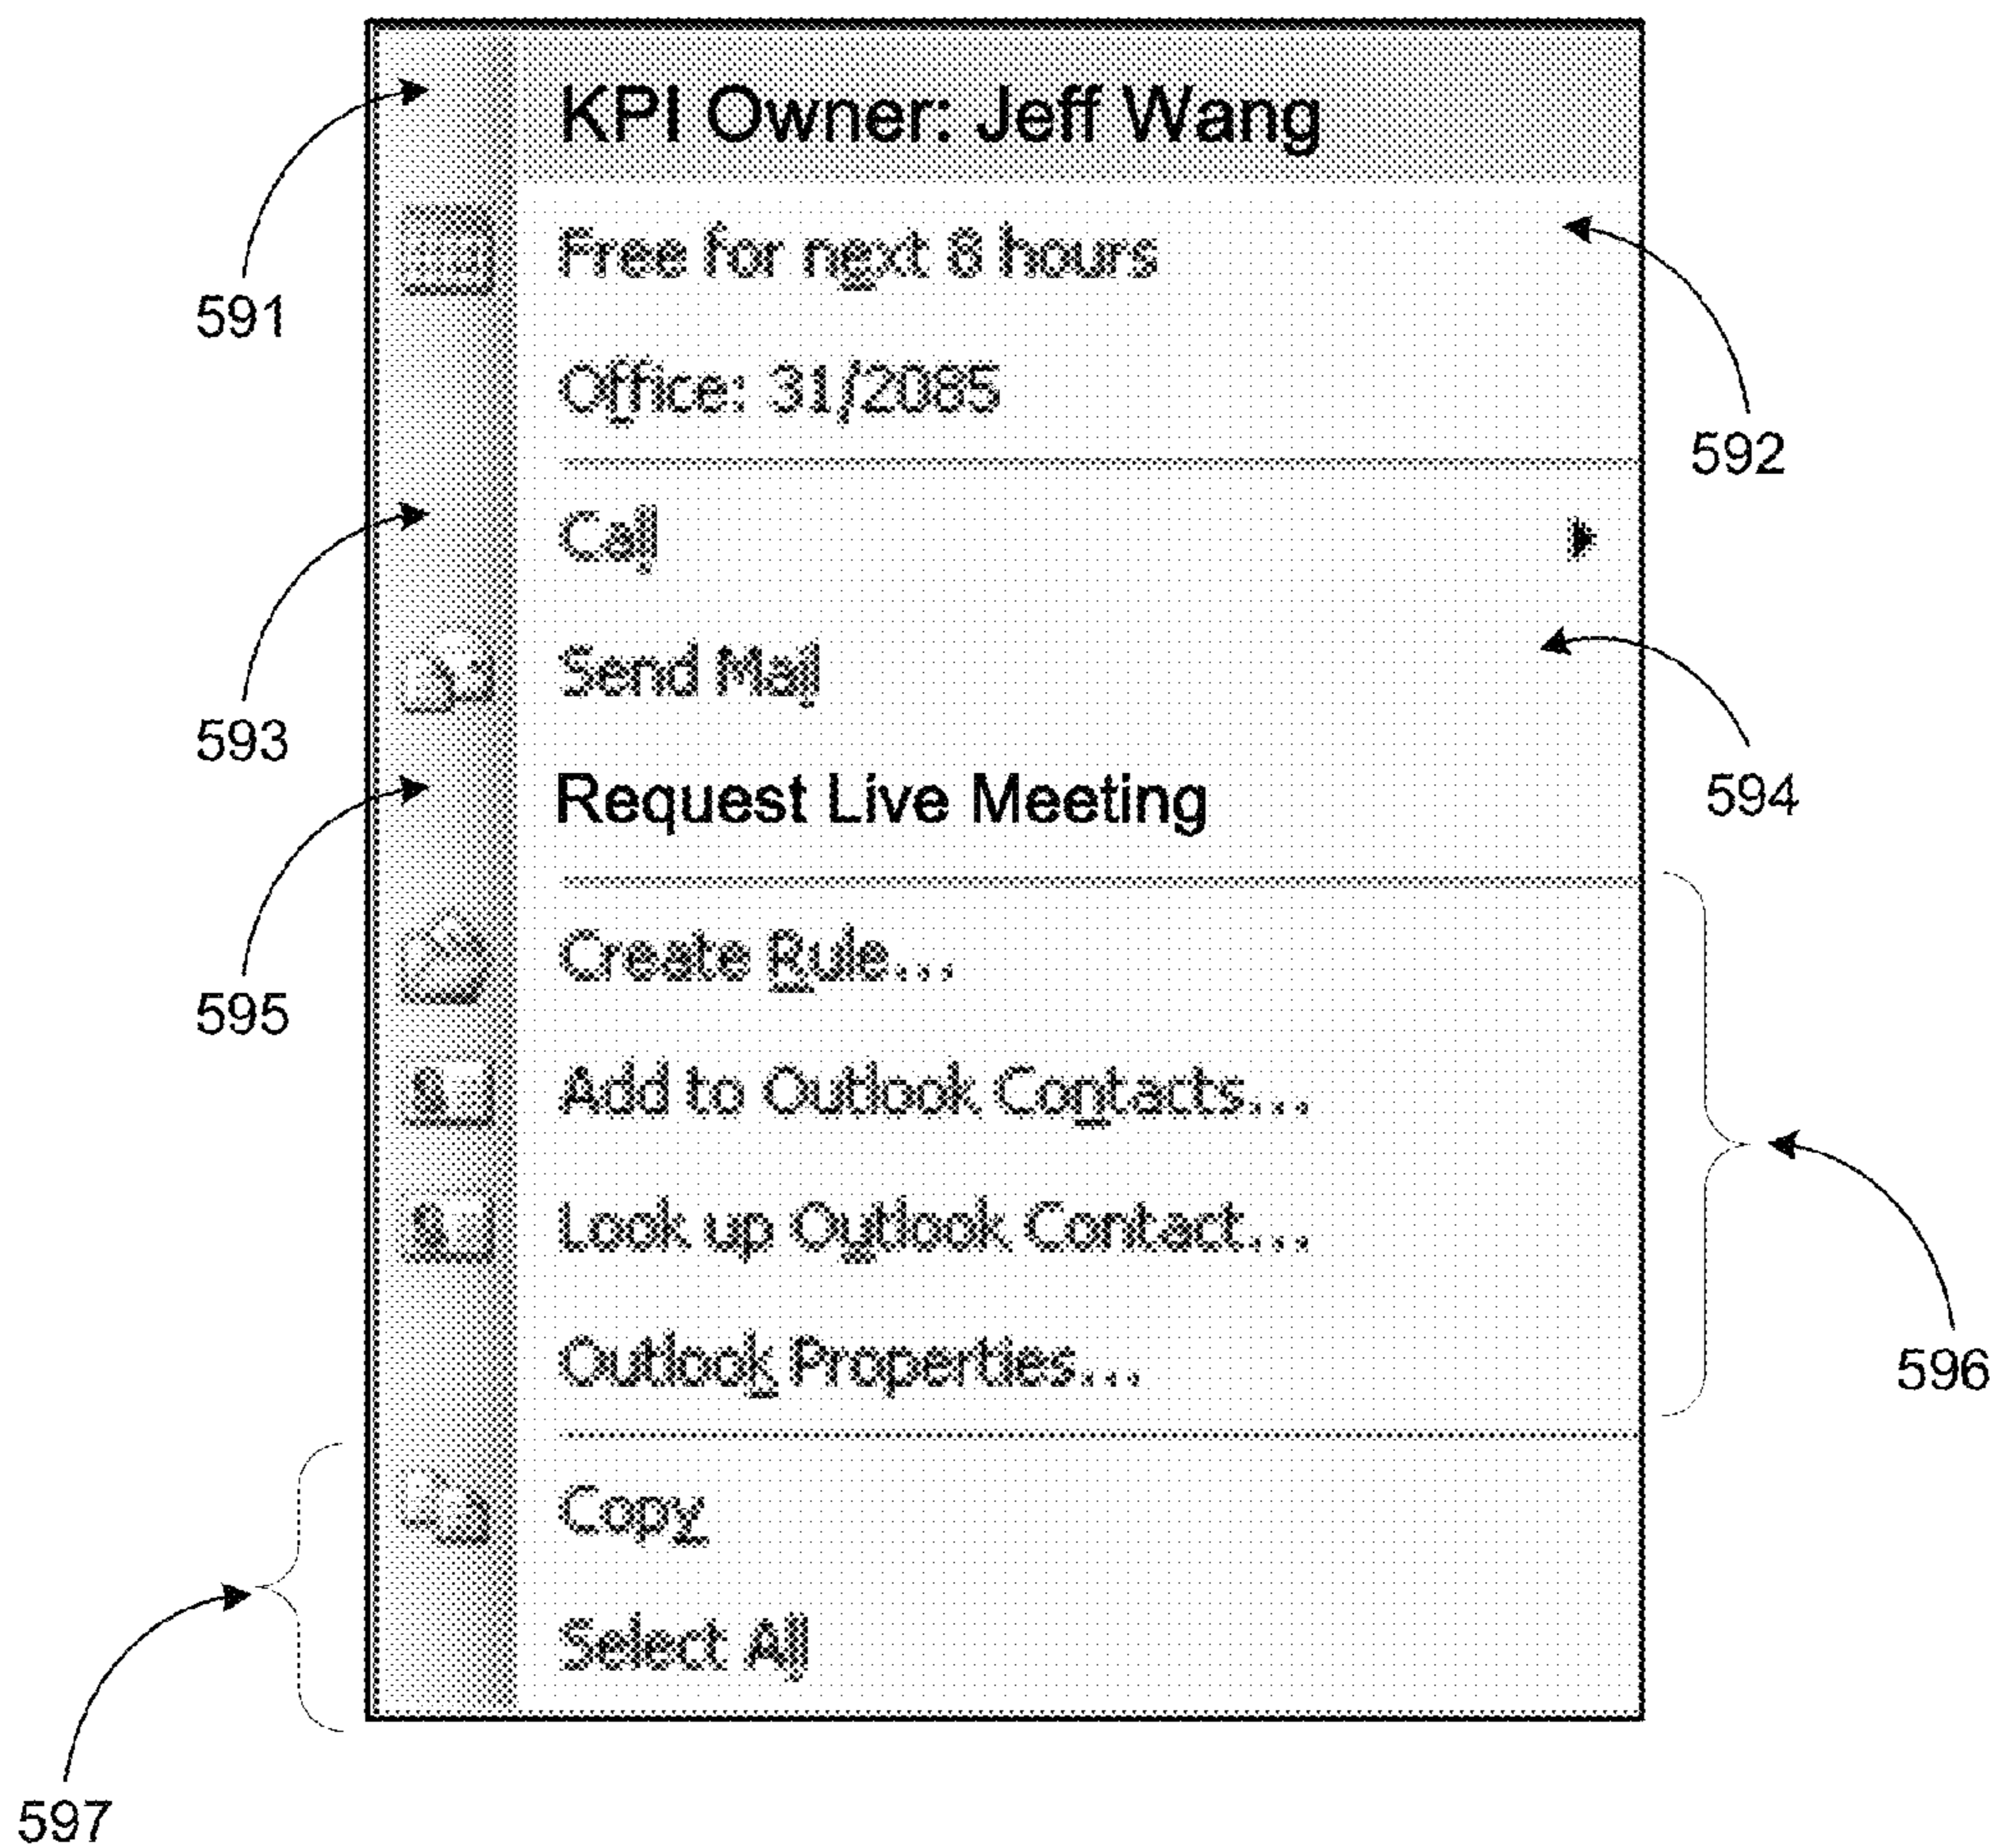 KPI Owner: Jeff Wang
591
Free for next 8 hours
Office: 31/2085
592
Call
593
Send Mail
594
Request Live Meeting
595
Create Rule...
Add to Outlook Contacts...
Look up Outlook Contact...
596
Outlook Properties...
Copy
Select All
597